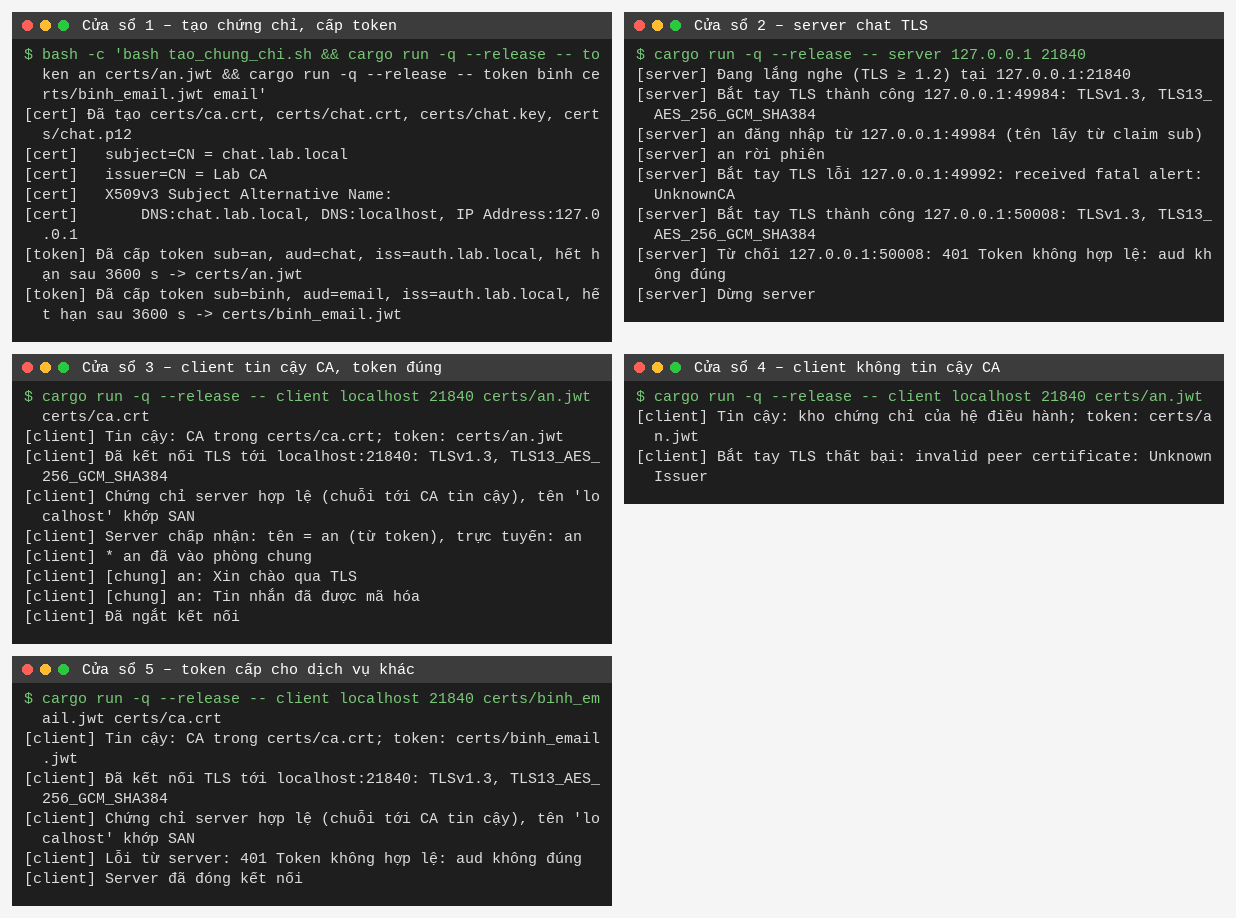 Cửa sổ 1 – tạo chứng chỉ, cấp token
$ bash -c 'bash tao_chung_chi.sh && cargo run -q --release -- to
ken an certs/an.jwt && cargo run -q --release -- token binh ce
rts/binh_email.jwt email'
[cert] Đã tạo certs/ca.crt, certs/chat.crt, certs/chat.key, cert
s/chat.p12
[cert]   subject=CN = chat.lab.local
[cert]   issuer=CN = Lab CA
[cert]   X509v3 Subject Alternative Name:
[cert]       DNS:chat.lab.local, DNS:localhost, IP Address:127.0
.0.1
[token] Đã cấp token sub=an, aud=chat, iss=auth.lab.local, hết h
ạn sau 3600 s -> certs/an.jwt
[token] Đã cấp token sub=binh, aud=email, iss=auth.lab.local, hế
t hạn sau 3600 s -> certs/binh_email.jwt
Cửa sổ 2 – server chat TLS
$ cargo run -q --release -- server 127.0.0.1 21840
[server] Đang lắng nghe (TLS ≥ 1.2) tại 127.0.0.1:21840
[server] Bắt tay TLS thành công 127.0.0.1:49984: TLSv1.3, TLS13_
AES_256_GCM_SHA384
[server] an đăng nhập từ 127.0.0.1:49984 (tên lấy từ claim sub)
[server] an rời phiên
[server] Bắt tay TLS lỗi 127.0.0.1:49992: received fatal alert:
UnknownCA
[server] Bắt tay TLS thành công 127.0.0.1:50008: TLSv1.3, TLS13_
AES_256_GCM_SHA384
[server] Từ chối 127.0.0.1:50008: 401 Token không hợp lệ: aud kh
ông đúng
[server] Dừng server
Cửa sổ 3 – client tin cậy CA, token đúng
$ cargo run -q --release -- client localhost 21840 certs/an.jwt
certs/ca.crt
[client] Tin cậy: CA trong certs/ca.crt; token: certs/an.jwt
[client] Đã kết nối TLS tới localhost:21840: TLSv1.3, TLS13_AES_
256_GCM_SHA384
[client] Chứng chỉ server hợp lệ (chuỗi tới CA tin cậy), tên 'lo
calhost' khớp SAN
[client] Server chấp nhận: tên = an (từ token), trực tuyến: an
[client] * an đã vào phòng chung
[client] [chung] an: Xin chào qua TLS
[client] [chung] an: Tin nhắn đã được mã hóa
[client] Đã ngắt kết nối
Cửa sổ 4 – client không tin cậy CA
$ cargo run -q --release -- client localhost 21840 certs/an.jwt
[client] Tin cậy: kho chứng chỉ của hệ điều hành; token: certs/a
n.jwt
[client] Bắt tay TLS thất bại: invalid peer certificate: Unknown
Issuer
Cửa sổ 5 – token cấp cho dịch vụ khác
$ cargo run -q --release -- client localhost 21840 certs/binh_em
ail.jwt certs/ca.crt
[client] Tin cậy: CA trong certs/ca.crt; token: certs/binh_email
.jwt
[client] Đã kết nối TLS tới localhost:21840: TLSv1.3, TLS13_AES_
256_GCM_SHA384
[client] Chứng chỉ server hợp lệ (chuỗi tới CA tin cậy), tên 'lo
calhost' khớp SAN
[client] Lỗi từ server: 401 Token không hợp lệ: aud không đúng
[client] Server đã đóng kết nối